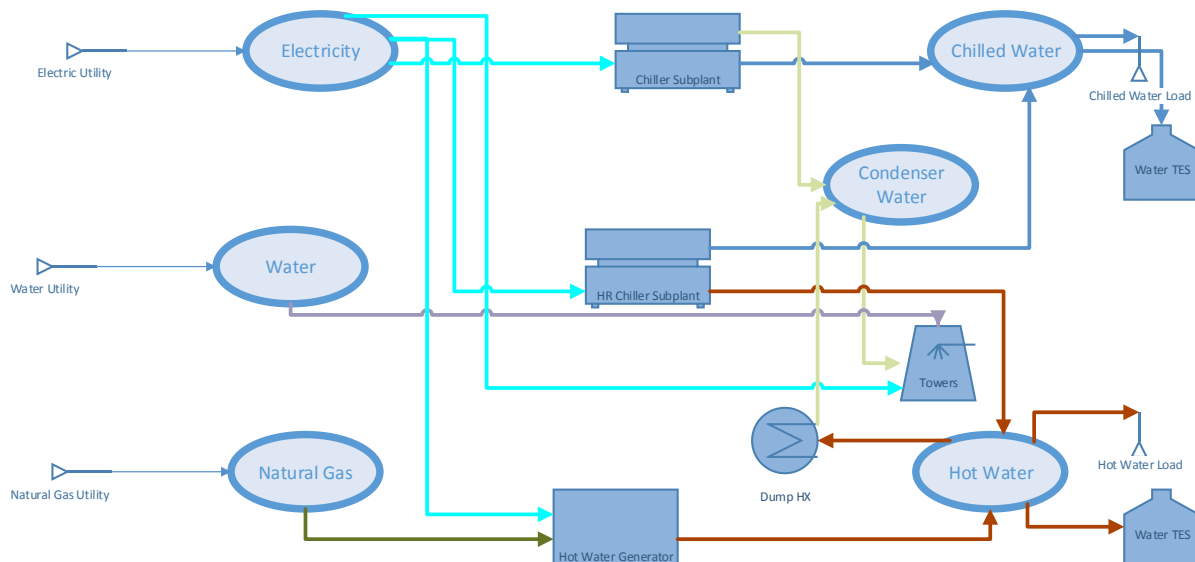 Electricity
Chilled Water
Electric Utility
Chiller Subplant
Chilled Water Load
Water TES
Condenser
Water
Water
Water Utility
HR Chiller Subplant
Towers
Natural Gas
Hot Water
Hot Water Load
Natural Gas Utility
Dump HX
Water TES
Hot Water Generator